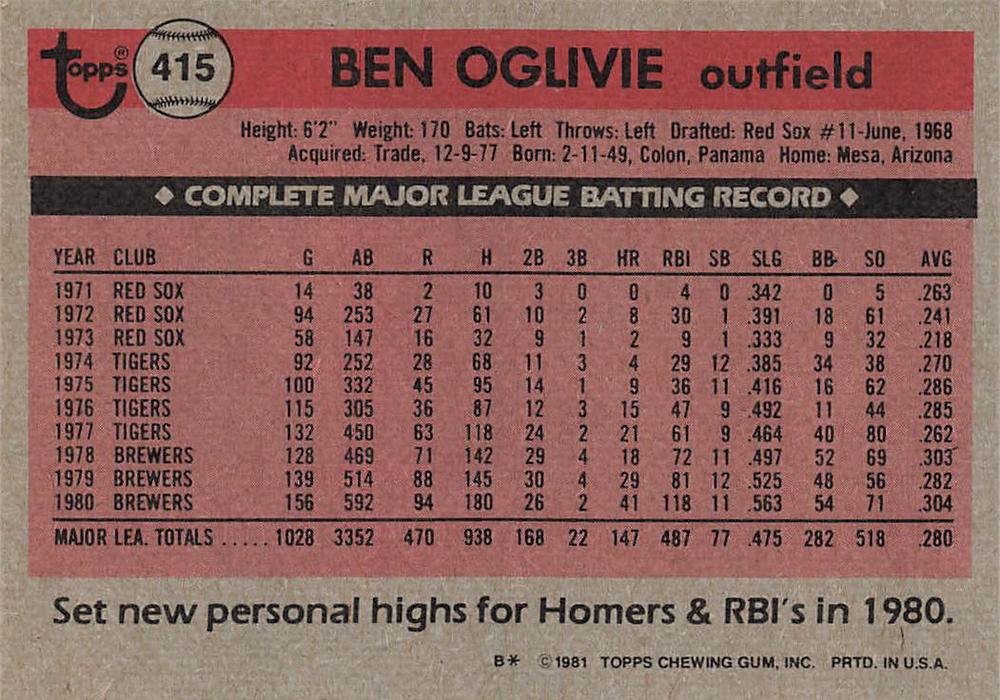 Topps® 415 BEN OGLIVIE outfield
Height: 6'2" Weight: 170 Bats: Left Throws: Left Drafted: Red Sox #11-June, 1968
Acquired: Trade, 12-9-77 Born: 2-11-49, Colon, Panama Home: Mesa, Arizona
◆ COMPLETE MAJOR LEAGUE BATTING RECORD ◆
YEAR CLUB G AB R H 2B 3B HR RBI SB SLG BB SO AVG
1971 RED SOX 14 38 2 10 3 0 0 4 0 .342 0 5 .263
1972 RED SOX 94 253 27 61 10 2 8 30 1 .391 18 61 .241
1973 RED SOX 58 147 16 32 9 1 2 9 1 .333 9 32 .218
1974 TIGERS 92 252 28 68 11 3 4 29 12 .385 34 38 .270
1975 TIGERS 100 332 45 95 14 1 9 36 11 .416 16 62 .286
1976 TIGERS 115 305 36 87 12 3 15 47 9 .492 11 44 .285
1977 TIGERS 132 450 63 118 24 2 21 61 9 .464 40 80 .262
1978 BREWERS 128 469 71 142 29 4 18 72 11 .497 52 69 .303
1979 BREWERS 139 514 88 145 30 4 29 81 12 .525 48 56 .282
1980 BREWERS 156 592 94 180 26 2 41 118 11 .563 54 71 .304
MAJOR LEA. TOTALS ..... 1028 3352 470 938 168 22 147 487 77 .475 282 518 .280
Set new personal highs for Homers & RBI's in 1980.
B* ©1981 TOPPS CHEWING GUM, INC. PRTD. IN U.S.A.